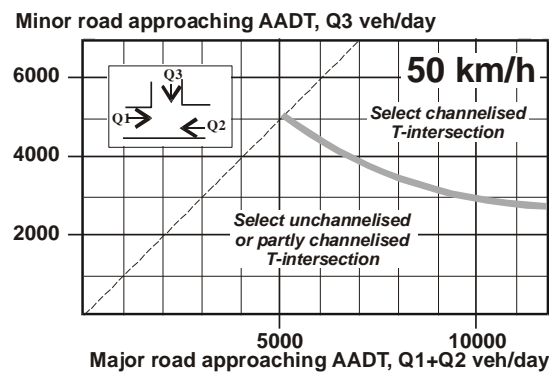 Minor road approaching AADT, Q3 veh/day
6000
50 km/h
Q3
Q1
Q2
Select channelised
T-intersection
4000
Select unchannelised
or partly channelised
T-intersection
2000
5000
10000
Major road approaching AADT, Q1+Q2 veh/day